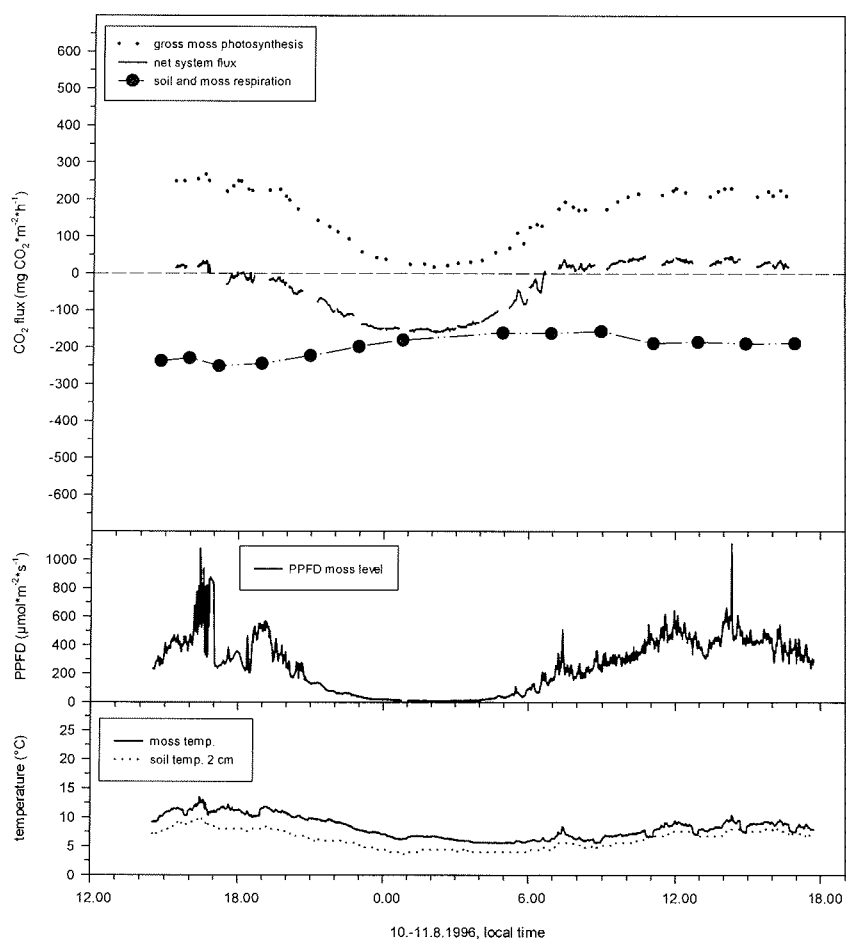 gross moss photosynthesis
net system flux
soil and moss respiration
600
500
400
300
200
100
0
-100
-200
-300
-400
-500
-600
CO₂ flux (mg CO₂*m⁻²*h⁻¹)
PPFD moss level
1000
800
600
400
200
0
PPFD (µmol*m⁻²*s⁻¹)
moss temp.
soil temp. 2 cm
25
20
15
10
5
0
temperature (°C)
12.00 18.00 0.00 6.00 12.00 18.00
10.-11.8.1996, local time